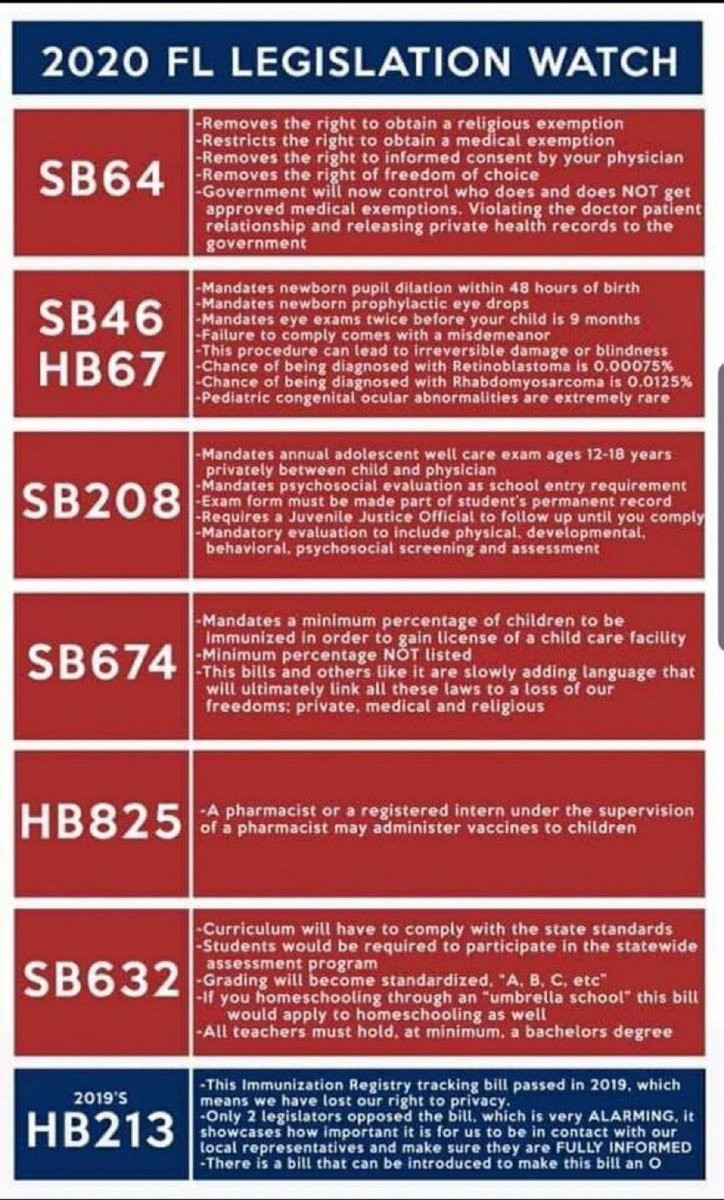 2020 FL LEGISLATION WATCH
SB64
-Removes the right to obtain a religious exemption
-Restricts the right to obtain a medical exemption
-Removes the right to informed consent by your physician
-Removes the right of freedom of choice
-Government will now control who does and does NOT get
approved medical exemptions. Violating the doctor patient
relationship and releasing private health records to the
government
SB46
HB67
-Mandates newborn pupil dilation within 48 hours of birth
-Mandates newborn prophylactic eye drops
-Mandates eye exams twice before your child is 9 months
-Failure to comply comes with a misdemeanor
-This procedure can lead to irreversible damage or blindness
-Chance of being diagnosed with Retinoblastoma is 0.00075%
-Chance of being diagnosed with Rhabdomyosarcoma is 0.0125%
-Pediatric congenital ocular abnormalities are extremely rare
SB208
-Mandates annual adolescent well care exam ages 12-18 years
privately between child and physician
-Mandates psychosocial evaluation as school entry requirement
-Exam form must be made part of student's permanent record
-Requires a Juvenile Justice Official to follow up until you comply
-Mandatory evaluation to include physical, developmental,
behavioral, psychosocial screening and assessment
SB674
-Mandates a minimum percentage of children to be
immunized in order to gain license of a child care facility
-Minimum percentage NOT listed
-This bills and others like it are slowly adding language that
will ultimately link all these laws to a loss of our
freedoms; private, medical and religious
HB825
-A pharmacist or a registered intern under the supervision
of a pharmacist may administer vaccines to children
SB632
-Curriculum will have to comply with the state standards
-Students would be required to participate in the statewide
assessment program
-Grading will become standardized, "A, B, C, etc"
-If you homeschooling through an "umbrella school" this bill
would apply to homeschooling as well
-All teachers must hold, at minimum, a bachelors degree
2019'S
HB213
-This Immunization Registry tracking bill passed in 2019, which
means we have lost our right to privacy.
-Only 2 legislators opposed the bill, which is very ALARMING, it
showcases how important it is for us to be in contact with our
local representatives and make sure they are FULLY INFORMED
-There is a bill that can be introduced to make this bill an O